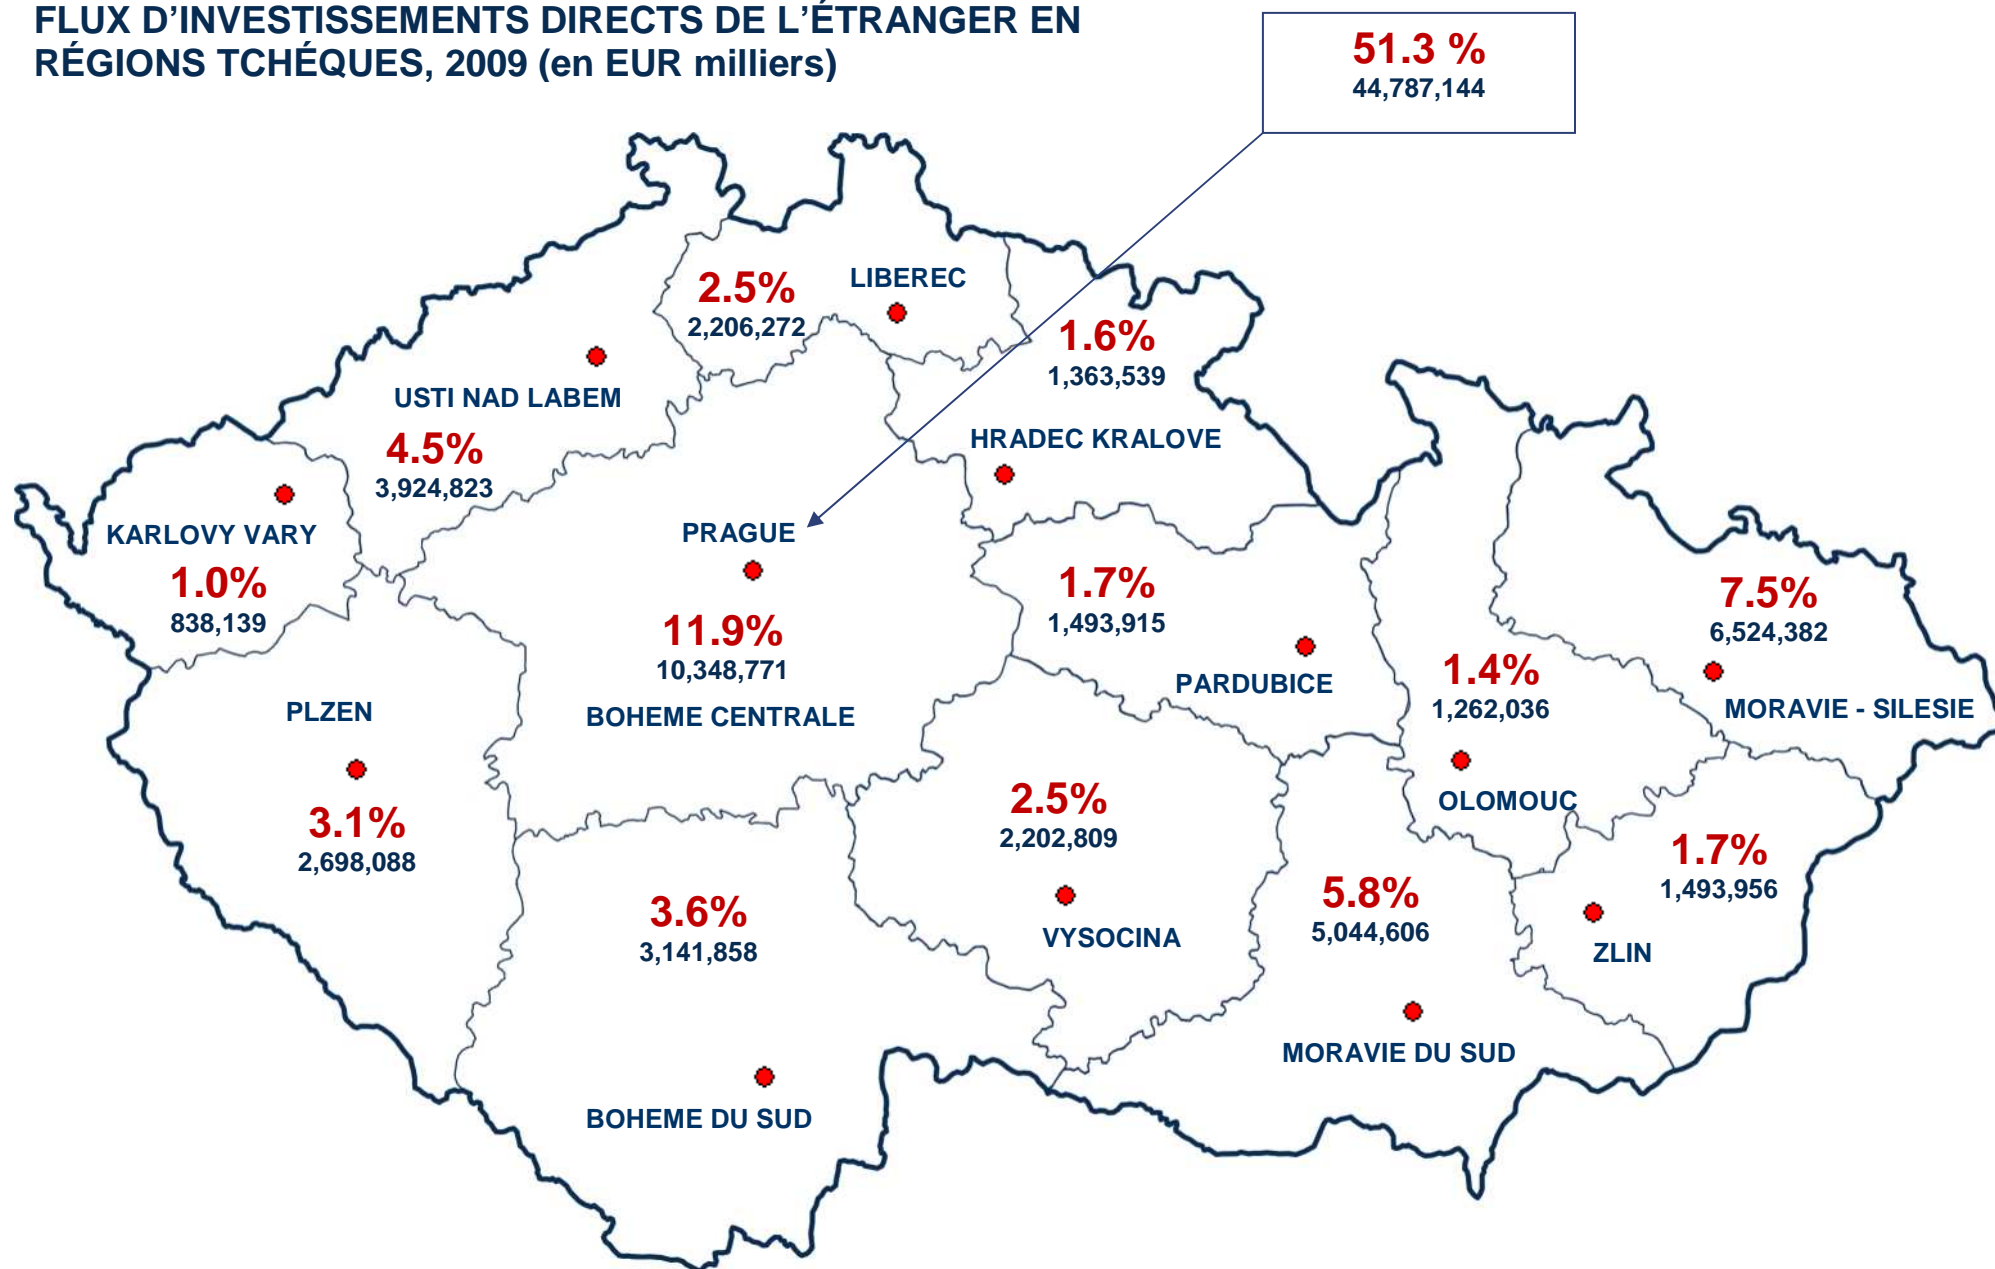 FLUX D’INVESTISSEMENTS DIRECTS DE L’ÉTRANGER EN
RÉGIONS TCHÉQUES, 2009 (en EUR milliers)
51.3 %
44,787,144
LIBEREC
2.5%
2,206,272
1.6%
1,363,539
HRADEC KRALOVE
USTI NAD LABEM
4.5%
3,924,823
KARLOVY VARY
1.0%
838,139
PRAGUE
11.9%
10,348,771
BOHEME CENTRALE
1.7%
1,493,915
PARDUBICE
7.5%
6,524,382
MORAVIE - SILESIE
1.4%
1,262,036
OLOMOUC
PLZEN
3.1%
2,698,088
2.5%
2,202,809
VYSOCINA
1.7%
1,493,956
ZLIN
3.6%
3,141,858
BOHEME DU SUD
5.8%
5,044,606
MORAVIE DU SUD